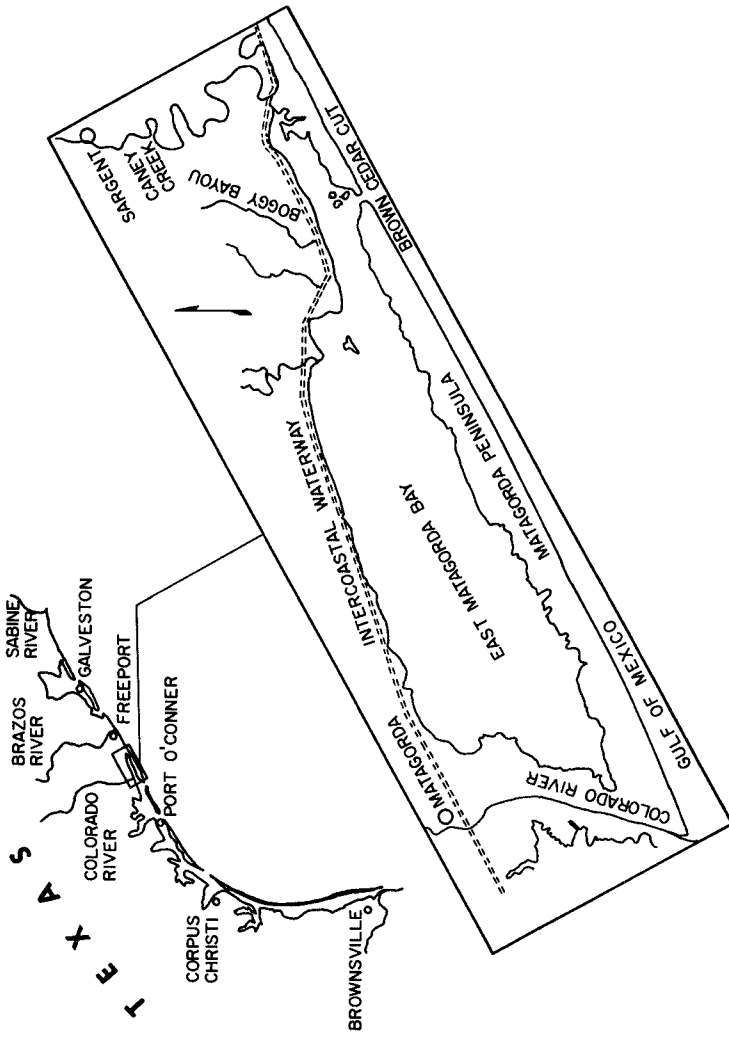 TEXAS
SABINE
RIVER
GALVESTON
BRAZOS
RIVER
FREEPORT
COLORADO
RIVER
PORT O'CONNER
CORPUS
CHRISTI
BROWNSVILLE
SARGENT
CANEY
CREEK
BOGGY BAYOU
BROWN CEDAR CUT
INTERCOASTAL WATERWAY
MATAGORDA
EAST MATAGORDA BAY
MATAGORDA PENINSULA
COLORADO RIVER
GULF OF MEXICO